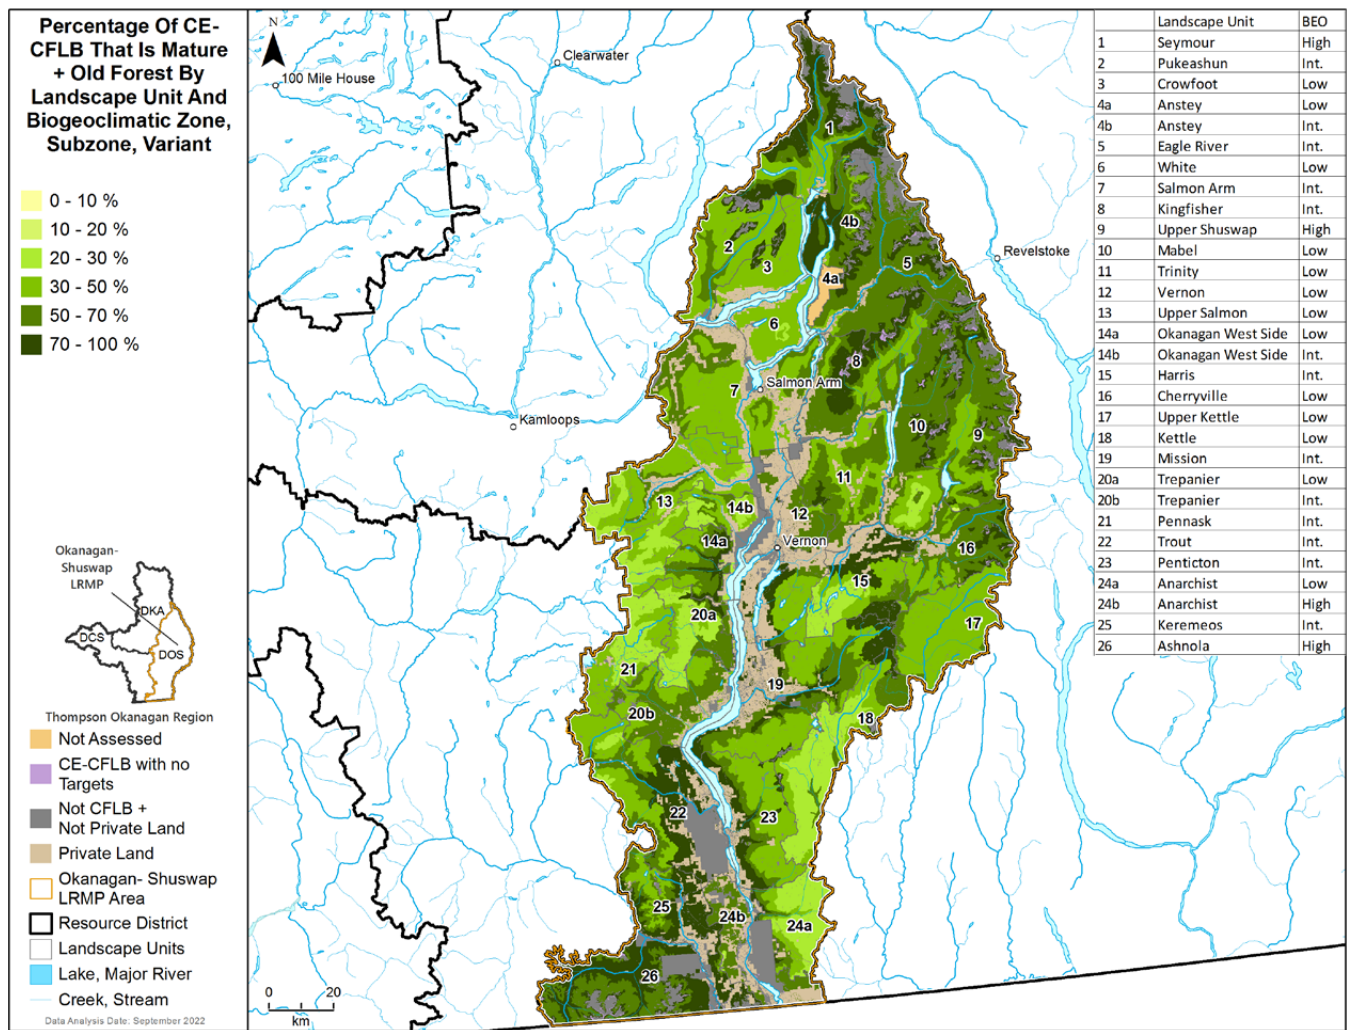 Percentage Of CE-
CFLB That Is Mature
+ Old Forest By
Landscape Unit And
Biogeoclimatic Zone,
Subzone, Variant
0 - 10 %
10 - 20 %
20 - 30 %
30 - 50 %
50 - 70 %
70 - 100 %
Okanagan-
Shuswap
LRMP
DKA
DCS
DOS
Thompson Okanagan Region
Not Assessed
CE-CFLB with no
Targets
Not CFLB +
Not Private Land
Private Land
Okanagan- Shuswap
LRMP Area
Resource District
Landscape Units
Lake, Major River
Creek, Stream
Data Analysis Date: September 2022
N
100 Mile House
Clearwater
Revelstoke
Kamloops
Salmon Arm
Vernon
1
2
3
4b
4a
5
6
7
8
9
10
11
12
13
14b
14a
15
16
17
18
19
20a
20b
21
22
23
24b
24a
25
26
0 20
km
Landscape Unit BEO
1 Seymour High
2 Pukeashun Int.
3 Crowfoot Low
4a Anstey Low
4b Anstey Int.
5 Eagle River Int.
6 White Low
7 Salmon Arm Int.
8 Kingfisher Int.
9 Upper Shuswap High
10 Mabel Low
11 Trinity Low
12 Vernon Low
13 Upper Salmon Low
14a Okanagan West Side Low
14b Okanagan West Side Int.
15 Harris Int.
16 Cherryville Low
17 Upper Kettle Low
18 Kettle Low
19 Mission Int.
20a Trepanier Low
20b Trepanier Int.
21 Pennask Int.
22 Trout Int.
23 Penticton Int.
24a Anarchist Low
24b Anarchist High
25 Keremeos Int.
26 Ashnola High